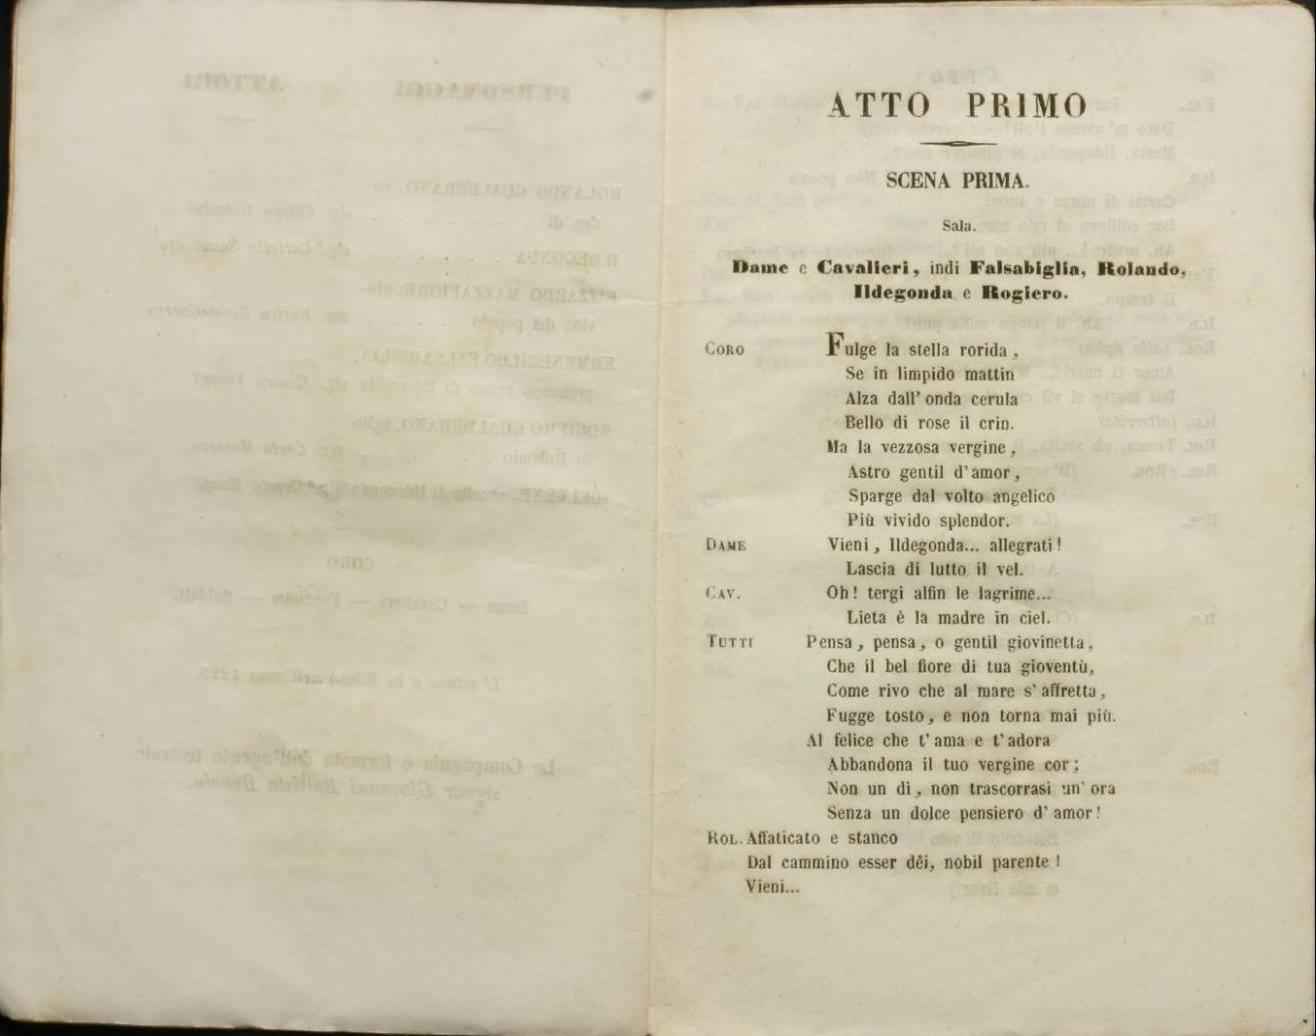 ATTO PRIMO
SCENA PRIMA.
Sala.
Dame e Cavalieri, indi Falsabiglia, Rolando,
Ildegonda e Rogiero.
CORO Fulge la stella rorida,
Se in limpido mattin
Alza dall' onda cerula
Bello di rose il crin.
Ma la vezzosa vergine,
Astro gentil d' amor,
Sparge dal volto angelico
Più vivido splendor.
DAME Vieni, Ildegonda... allegrati!
Lascia di lutto il vel.
CAV. Oh! tergi alfin le lagrime...
Lieta è la madre in ciel.
TUTTI Pensa, pensa, o gentil giovinetta,
Che il bel fiore di tua gioventù,
Come rivo che al mare s' affretta,
Fugge tosto, e non torna mai più.
Al felice che t' ama e t' adora
Abbandona il tuo vergine cor;
Non un dì, non trascorrasi un' ora
Senza un dolce pensiero d' amor!
ROL. Affaticato e stanco
Dal cammino esser dêi, nobil parente!
Vieni...